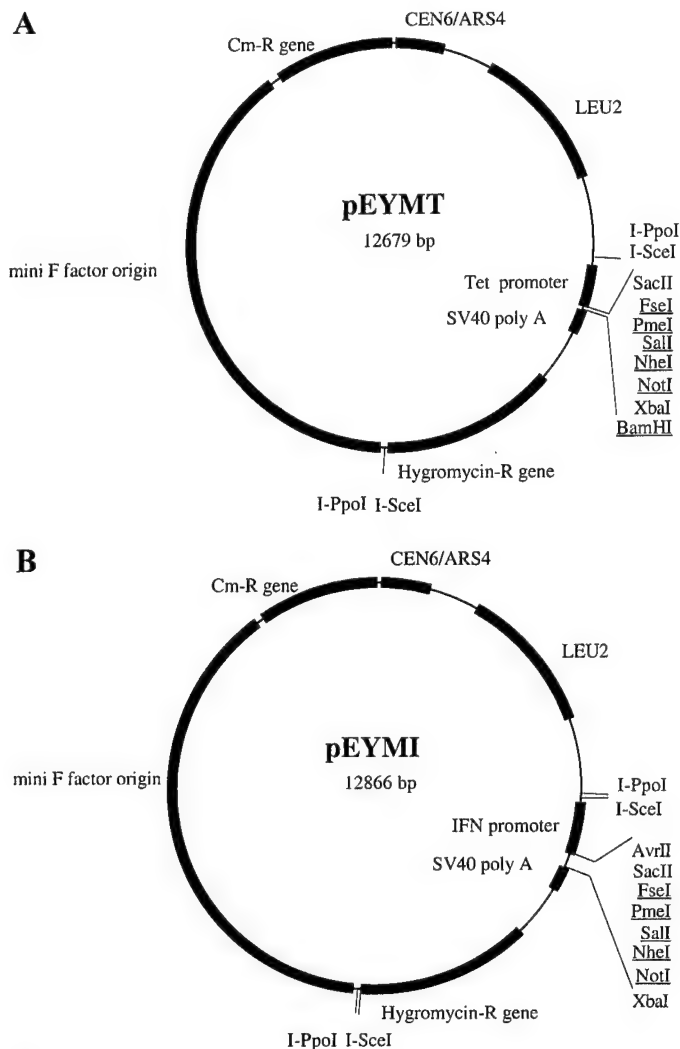 A
CEN6/ARS4
Cm-R gene
LEU2
pEYMT
12679 bp
I-PpoI
I-SceI
mini F factor origin
Tet promoter
SacII
SV40 poly A
FseI
PmeI
SalI
NheI
NotI
XbaI
BamHI
Hygromycin-R gene
I-PpoI I-SceI
B
CEN6/ARS4
Cm-R gene
LEU2
pEYMI
12866 bp
mini F factor origin
I-PpoI
I-SceI
IFN promoter
AvrII
SV40 poly A
SacII
FseI
PmeI
SalI
NheI
NotI
XbaI
Hygromycin-R gene
I-PpoI I-SceI